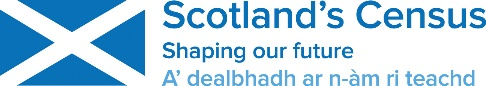 Scotland's Census
Shaping our future
A' dealbhadh ar n-àm ri teachd